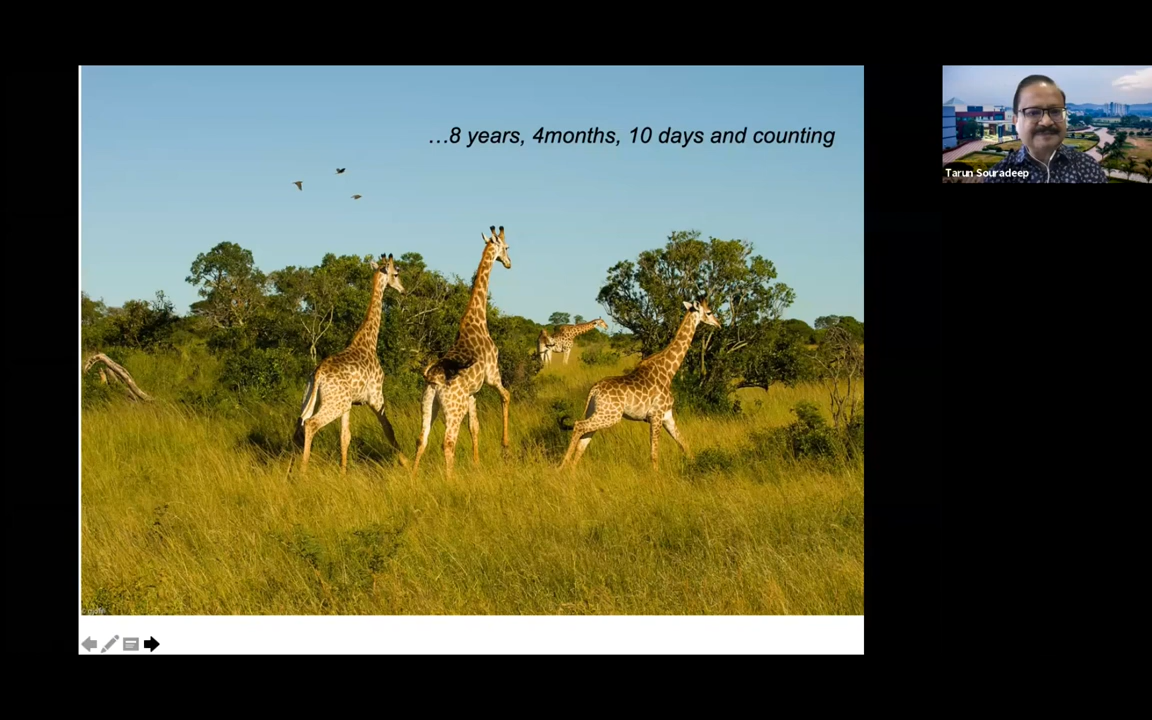 …8 years, 4months, 10 days and counting
Tarun Souradeep